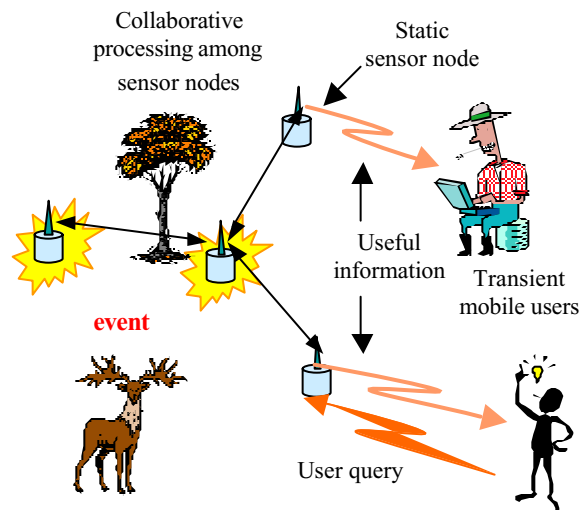 Collaborative
processing among
sensor nodes
Static
sensor node
Useful
information
Transient
mobile users
event
User query